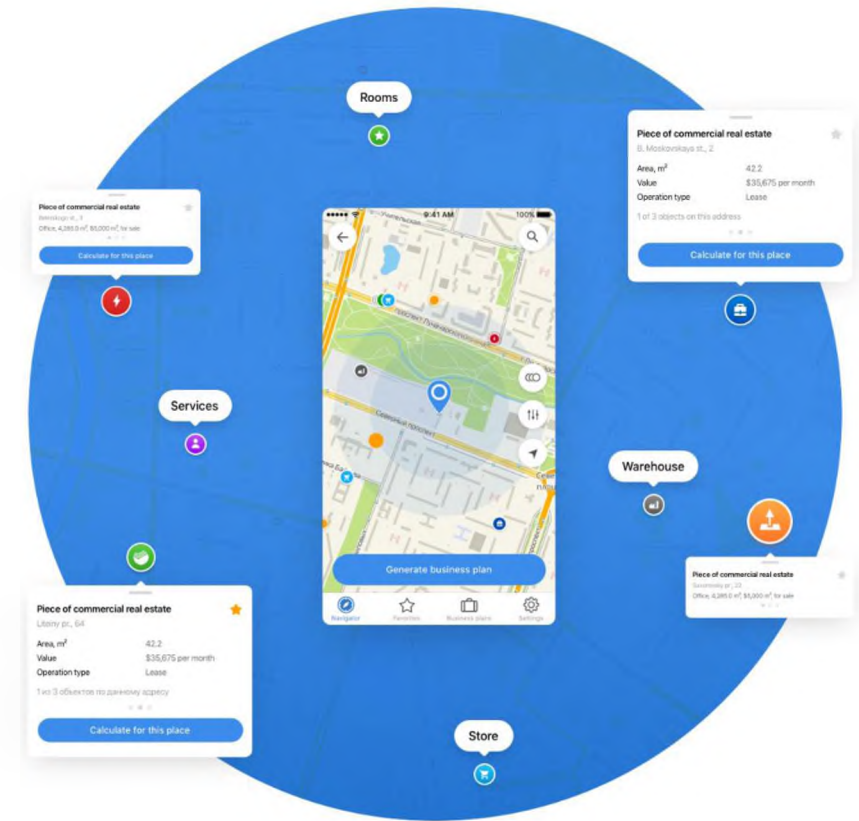 Rooms
Piece of commercial real estate
B. Moskovskaya st., 2
Area, m² 42.2
Value $35,675 per month
Operation type Lease
1 of 3 objects on this address
Calculate for this place
Piece of commercial real estate
Office, 4,285.0 m², $5,000 m², for sale
Calculate for this place
9:41 AM 100%
Services
Северный проспект
Warehouse
Generate business plan
Navigator Favorites Business plans Settings
Piece of commercial real estate
Office, 4,285.0 m², $5,000 m², for sale
Piece of commercial real estate
Liteiny pr., 64
Area, m² 42.2
Value $35,675 per month
Operation type Lease
1 из 3 объектов по данному адресу
Calculate for this place
Store